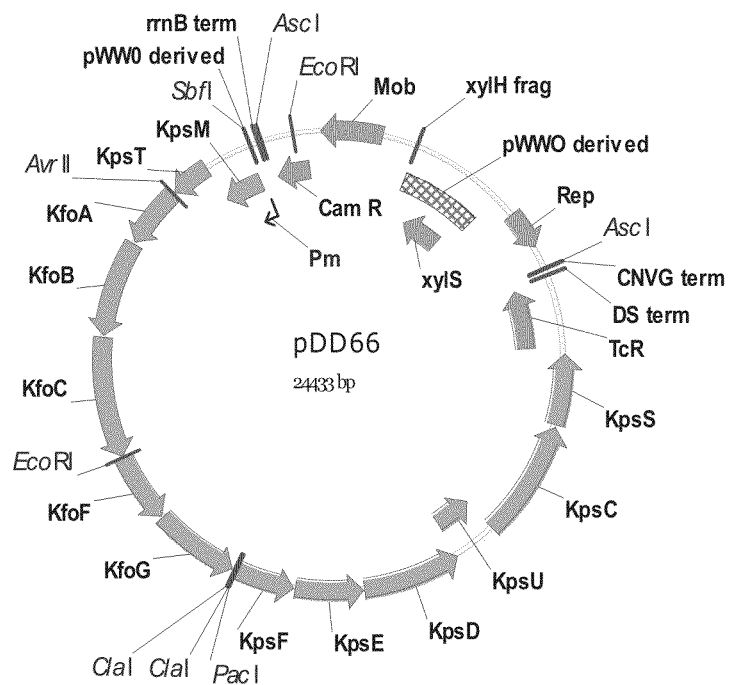 rrnB term
AscI
pWW0 derived
EcoRI
SbfI
Mob
xylH frag
KpsM
pWWO derived
AvrII
KpsT
Cam R
Rep
KfoA
AscI
Pm
xylS
CNVG term
KfoB
DS term
pDD66
TcR
24433 bp
KfoC
KpsS
EcoRI
KpsC
KfoF
KfoG
KpsU
KpsF
KpsE
KpsD
ClaI
ClaI
PacI